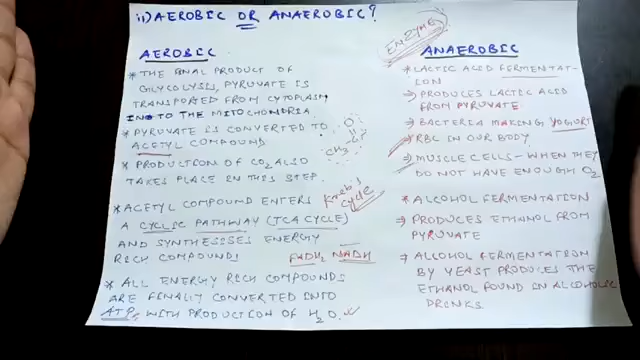 ii) AEROBIC OR ANAEROBIC?
AEROBIC
* THE FINAL PRODUCT OF
GLYCOLYSIS, PYRUVATE IS
TRANSPORTED FROM CYTOPLASM
INTO TO THE MITOCHONDRIA
* PYRUVATE IS CONVERTED TO
ACETYL COMPOUND
* PRODUCTION OF CO2 ALSO
TAKES PLACE IN THIS STEP.
O
CH3 C
* ACETYL COMPOUND ENTERS
Kreb's
cycle
A CYCLIC PATHWAY (TCA CYCLE)
AND SYNTHESISES ENERGY
RICH COMPOUND! FADH2 NADH
* ALL ENERGY RICH COMPOUNDS
ARE FINALLY CONVERTED INTO
ATP, WITH PRODUCTION OF H2O.
ENZYME
ANAEROBIC
* LACTIC ACID FERMENTAT-
ION
⇒ PRODUCES LACTIC ACID
FROM PYRUVATE
⇒ BACTERIA MAKING YOGURT
⇒ RBC IN OUR BODY
⇒ MUSCLE CELLS - WHEN THEY
DO NOT HAVE ENOUGH O2
* ALCOHOL FERMENTATION
⇒ PRODUCES ETHANOL FROM
PYRUVATE
⇒ ALCOHOL FERMENTATION
BY YEAST PRODUCES THE
ETHANOL FOUND IN ALCOHOLIC
DRINKS